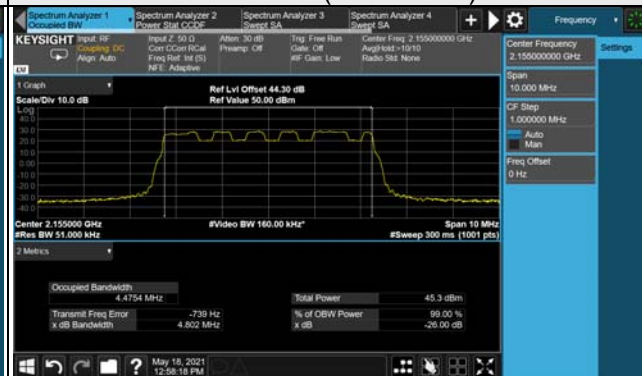 Spectrum Analyzer 1
Occupied BW
Spectrum Analyzer 2
Power Stat CCDF
Spectrum Analyzer 3
Swept SA
Spectrum Analyzer 4
Swept SA
Frequency
KEYSIGHT
Input: RF
Coupling: DC
Align: Auto
Input Z: 50 Ω
Corr CCorr RCal
Freq Ref: Int (S)
NFE: Adaptive
Atten: 30 dB
Preamp: Off
Trig: Free Run
Gate: Off
#IF Gain: Low
Center Freq: 2.155000000 GHz
Avg|Hold:>10/10
Radio Std: None
Center Frequency
2.155000000 GHz
Settings
Span
10.000 MHz
CF Step
1.000000 MHz
Auto
Man
Freq Offset
0 Hz
LM
1 Graph
Scale/Div 10.0 dB
Ref Lvl Offset 44.30 dB
Ref Value 50.00 dBm
Log
40.0
30.0
20.0
10.0
0.00
-10.0
-20.0
-30.0
-40.0
Center 2.155000 GHz
#Res BW 51.000 kHz
#Video BW 160.00 kHz*
Span 10 MHz
#Sweep 300 ms (1001 pts)
2 Metrics
Occupied Bandwidth
4.4754 MHz
Total Power
45.3 dBm
Transmit Freq Error
-739 Hz
% of OBW Power
99.00 %
x dB Bandwidth
4.802 MHz
x dB
-26.00 dB
May 18, 2021
12:58:18 PM